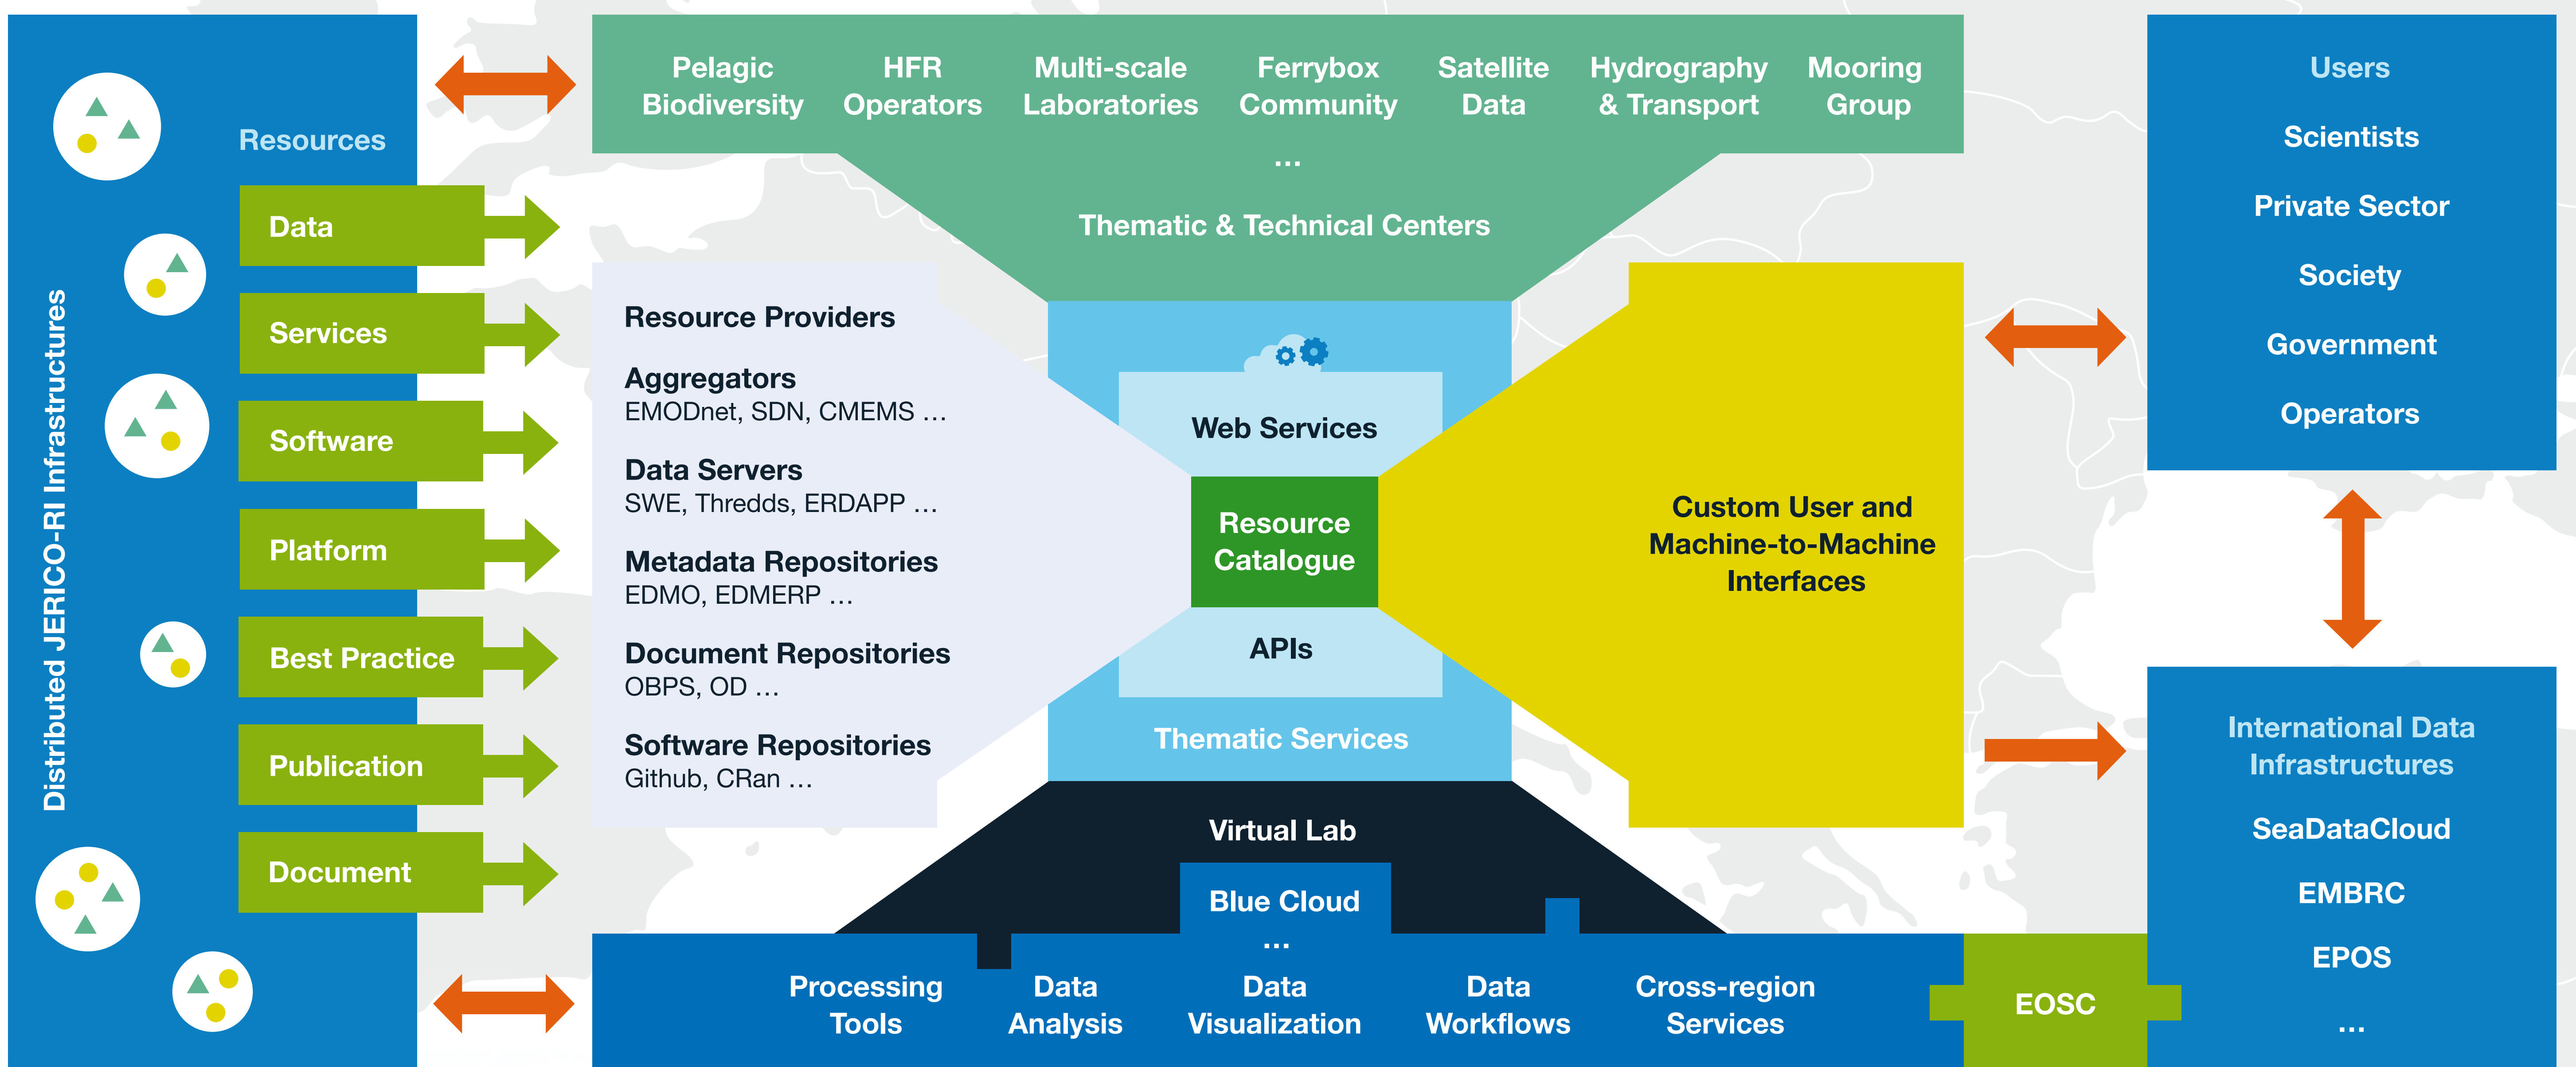 Distributed JERICO-RI Infrastructures
Resources
Data
Services
Software
Platform
Best Practice
Publication
Document
Pelagic
Biodiversity
HFR
Operators
Multi-scale
Laboratories
Ferrybox
Community
Satellite
Data
Hydrography
& Transport
Mooring
Group
...
Thematic & Technical Centers
Resource Providers
Aggregators
EMODnet, SDN, CMEMS ...
Data Servers
SWE, Thredds, ERDAPP ...
Metadata Repositories
EDMO, EDMERP ...
Document Repositories
OBPS, OD ...
Software Repositories
Github, CRan ...
Web Services
Resource
Catalogue
APIs
Thematic Services
Custom User and
Machine-to-Machine
Interfaces
Virtual Lab
Blue Cloud
...
Processing
Tools
Data
Analysis
Data
Visualization
Data
Workflows
Cross-region
Services
EOSC
Users
Scientists
Private Sector
Society
Government
Operators
International Data
Infrastructures
SeaDataCloud
EMBRC
EPOS
...